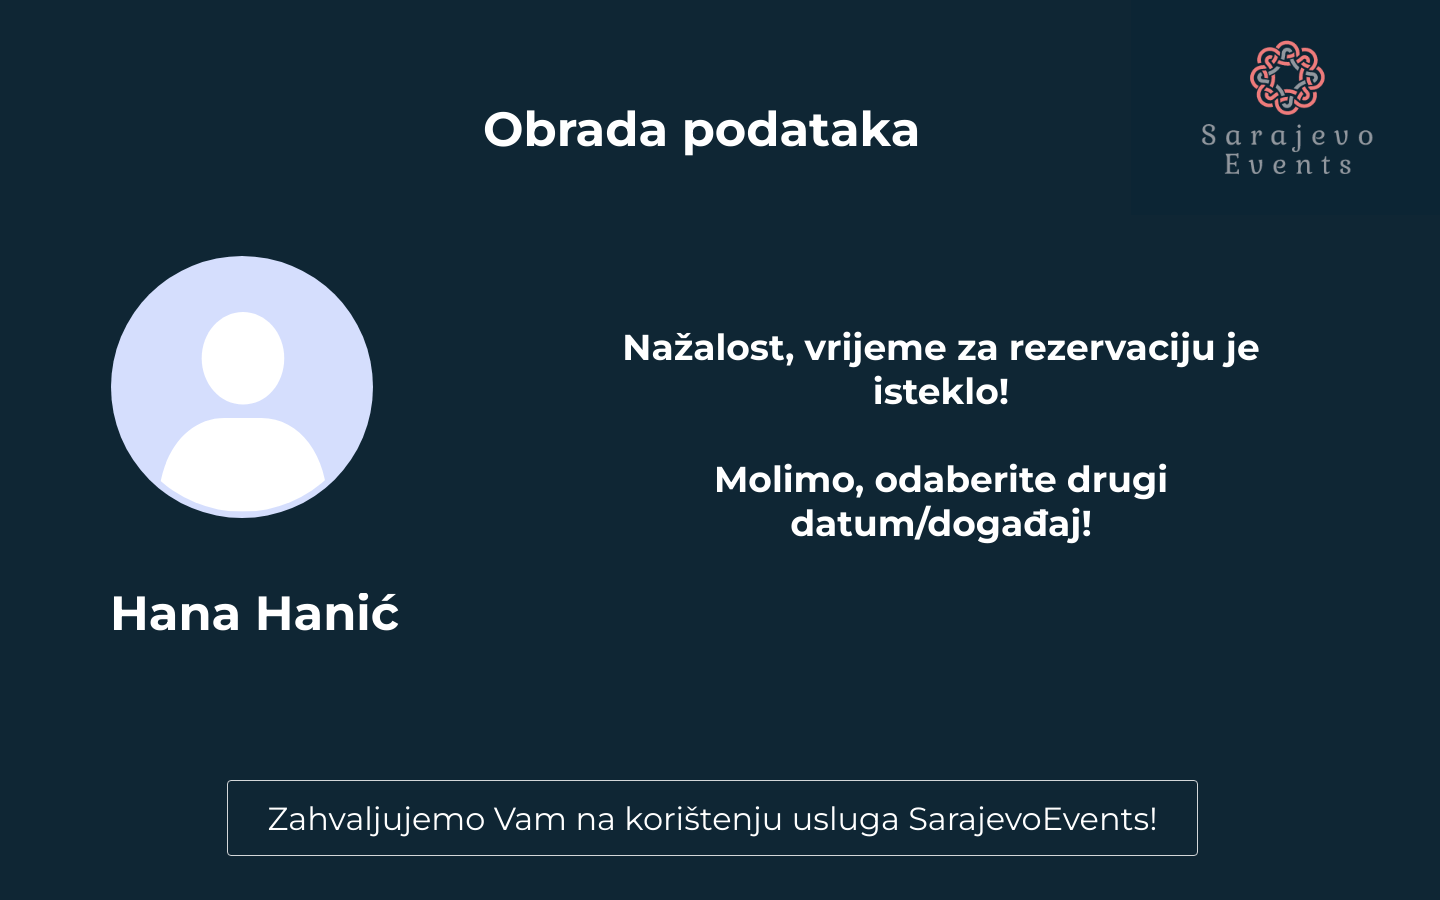 Obrada podataka
Sarajevo
Events
Nažalost, vrijeme za rezervaciju je
isteklo!
Molimo, odaberite drugi
datum/događaj!
Hana Hanić
Zahvaljujemo Vam na korištenju usluga SarajevoEvents!